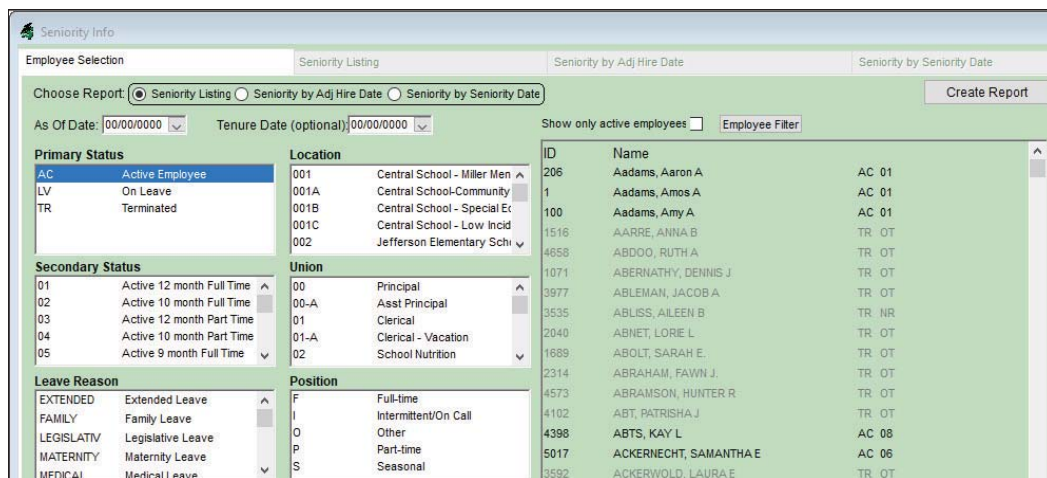 Seniority Info
Employee Selection Seniority Listing Seniority by Adj Hire Date Seniority by Seniority Date
Choose Report: Seniority Listing Seniority by Adj Hire Date Seniority by Seniority Date Create Report
As Of Date: 00/00/0000 Tenure Date (optional): 00/00/0000 Show only active employees Employee Filter
Primary Status
AC Active Employee
LV On Leave
TR Terminated
Location
001 Central School - Miller Men
001A Central School-Community
001B Central School - Special Ec
001C Central School - Low Incid
002 Jefferson Elementary Scho
Secondary Status
01 Active 12 month Full Time
02 Active 10 month Full Time
03 Active 12 month Part Time
04 Active 10 month Part Time
05 Active 9 month Full Time
Union
00 Principal
00-A Asst Principal
01 Clerical
01-A Clerical - Vacation
02 School Nutrition
Leave Reason
EXTENDED Extended Leave
FAMILY Family Leave
LEGISLATIV Legislative Leave
MATERNITY Maternity Leave
MEDICAL Medical Leave
Position
F Full-time
I Intermittent/On Call
O Other
P Part-time
S Seasonal
ID Name
206 Aadams, Aaron A AC 01
1 Aadams, Amos A AC 01
100 Aadams, Amy A AC 01
1516 AARRE, ANNA B TR OT
4658 ABDOO, RUTH A TR OT
1071 ABERNATHY, DENNIS J TR OT
3977 ABLEMAN, JACOB A TR OT
3535 ABLISS, AILEEN B TR NR
2040 ABNET, LORIE L TR OT
1689 ABOLT, SARAH E. TR OT
2314 ABRAHAM, FAWN J. TR OT
4573 ABRAMSON, HUNTER R TR OT
4102 ABT, PATRISHA J TR OT
4398 ABTS, KAY L AC 08
5017 ACKERNECHT, SAMANTHA E AC 06
3592 ACKERWOLD, LAURA E TR OT